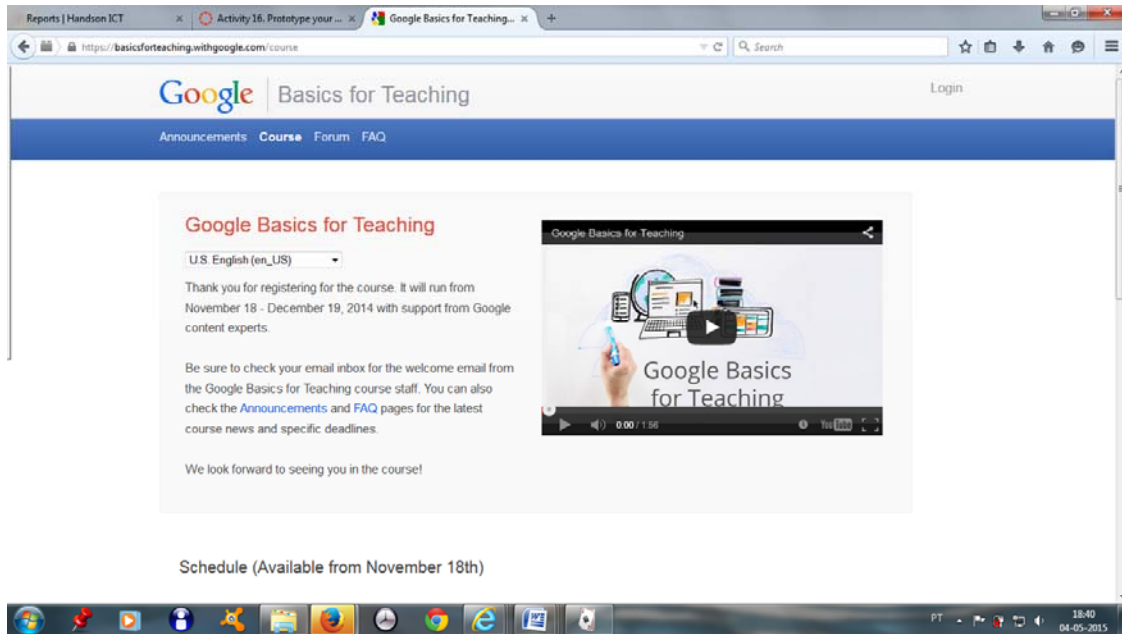 Reports | Handson ICT
Activity 16. Prototype your ...
Google Basics for Teaching...
https://basicsforteaching.withgoogle.com/course
Search
Google Basics for Teaching
Login
Announcements Course Forum FAQ
Google Basics for Teaching
U.S. English (en_US)
Thank you for registering for the course. It will run from
November 18 - December 19, 2014 with support from Google
content experts.
Be sure to check your email inbox for the welcome email from
the Google Basics for Teaching course staff. You can also
check the Announcements and FAQ pages for the latest
course news and specific deadlines.
We look forward to seeing you in the course!
Google Basics for Teaching
Google Basics
for Teaching
0:00 / 1:56
YouTube
Schedule (Available from November 18th)
PT
18:40
04-05-2015